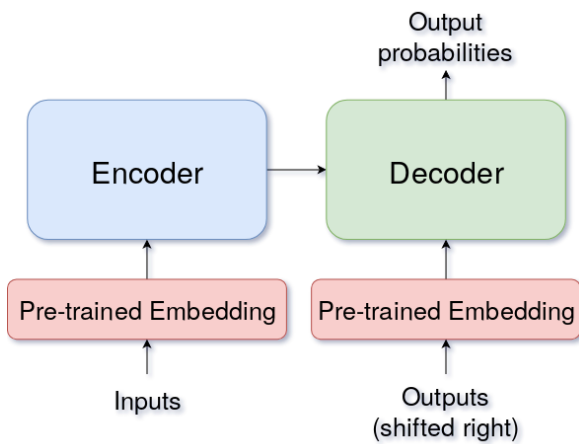 Output
probabilities
Encoder
Decoder
Pre-trained Embedding
Pre-trained Embedding
Inputs
Outputs
(shifted right)